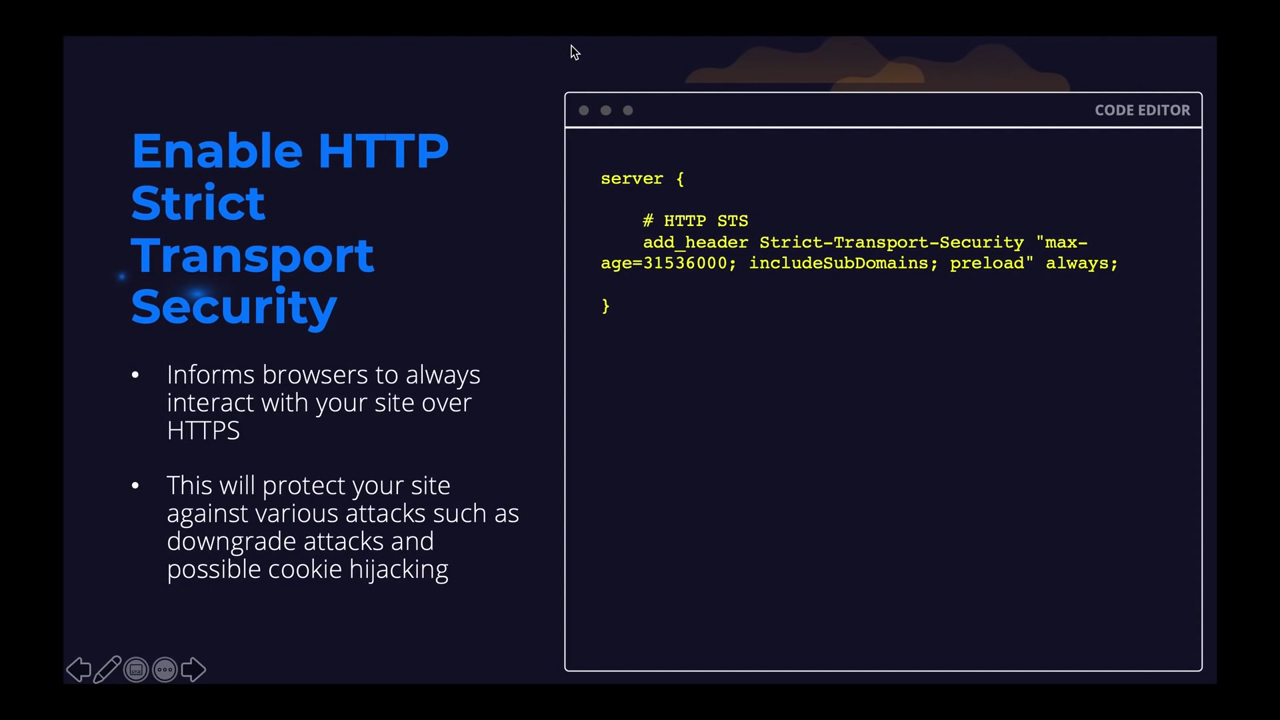 Enable HTTP
Strict
Transport
Security
• Informs browsers to always
interact with your site over
HTTPS
• This will protect your site
against various attacks such as
downgrade attacks and
possible cookie hijacking
CODE EDITOR
server {
# HTTP STS
add_header Strict-Transport-Security "max-
age=31536000; includeSubDomains; preload" always;
}